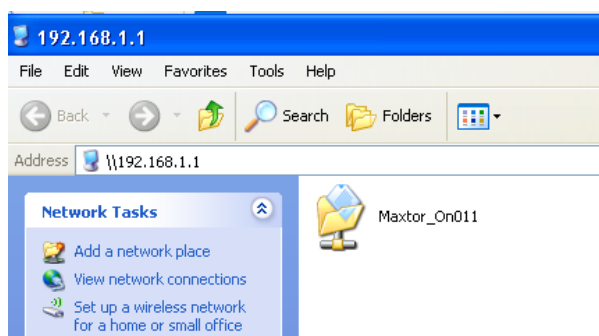 192.168.1.1
File Edit View Favorites Tools Help
Back Search Folders
Address \\192.168.1.1
Network Tasks
Maxtor_On011
Add a network place
View network connections
Set up a wireless network
for a home or small office